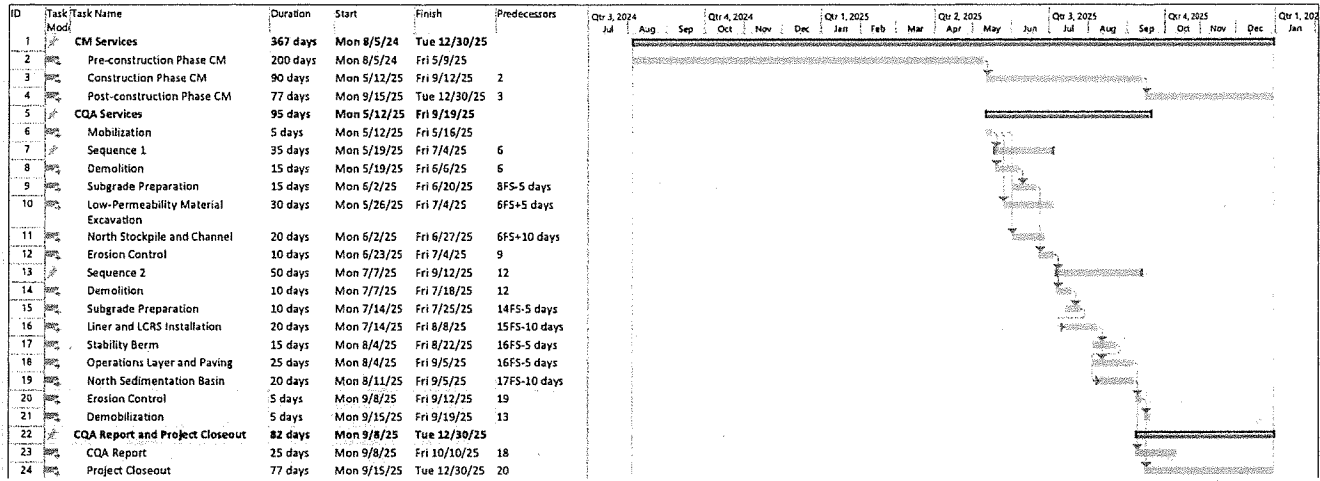 ID Task Mode Task Name Duration Start Finish Predecessors Qtr 3, 2024 Qtr 4, 2024 Qtr 1, 2025 Qtr 2, 2025 Qtr 3, 2025 Qtr 4, 2025 Qtr 1, 202
Jul Aug Sep Oct Nov Dec Jan Feb Mar Apr May Jun Jul Aug Sep Oct Nov Dec Jan
1 CM Services 367 days Mon 8/5/24 Tue 12/30/25
2 Pre-construction Phase CM 200 days Mon 8/5/24 Fri 5/9/25
3 Construction Phase CM 90 days Mon 5/12/25 Fri 9/12/25 2
4 Post-construction Phase CM 77 days Mon 9/15/25 Tue 12/30/25 3
5 CQA Services 95 days Mon 5/12/25 Fri 9/19/25
6 Mobilization 5 days Mon 5/12/25 Fri 5/16/25
7 Sequence 1 35 days Mon 5/19/25 Fri 7/4/25 6
8 Demolition 15 days Mon 5/19/25 Fri 6/6/25 6
9 Subgrade Preparation 15 days Mon 6/2/25 Fri 6/20/25 8FS-5 days
10 Low-Permeability Material 30 days Mon 5/26/25 Fri 7/4/25 6FS+5 days
Excavation
11 North Stockpile and Channel 20 days Mon 6/2/25 Fri 6/27/25 6FS+10 days
12 Erosion Control 10 days Mon 6/23/25 Fri 7/4/25 9
13 Sequence 2 50 days Mon 7/7/25 Fri 9/12/25 12
14 Demolition 10 days Mon 7/7/25 Fri 7/18/25 12
15 Subgrade Preparation 10 days Mon 7/14/25 Fri 7/25/25 14FS-5 days
16 Liner and LCRS Installation 20 days Mon 7/14/25 Fri 8/8/25 15FS-10 days
17 Stability Berm 15 days Mon 8/4/25 Fri 8/22/25 16FS-5 days
18 Operations Layer and Paving 25 days Mon 8/4/25 Fri 9/5/25 16FS-5 days
19 North Sedimentation Basin 20 days Mon 8/11/25 Fri 9/5/25 17FS-10 days
20 Erosion Control 5 days Mon 9/8/25 Fri 9/12/25 19
21 Demobilization 5 days Mon 9/15/25 Fri 9/19/25 13
22 CQA Report and Project Closeout 82 days Mon 9/8/25 Tue 12/30/25
23 CQA Report 25 days Mon 9/8/25 Fri 10/10/25 18
24 Project Closeout 77 days Mon 9/15/25 Tue 12/30/25 20